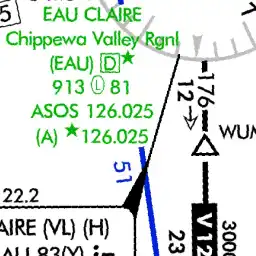 5
EAU CLAIRE
Chippewa Valley Rgnl
(EAU) D★
913 Ⓛ 81
ASOS 126.025
(A) ★126.025
176
12
WUM
51
22.2
AIRE (VL) (H)
V12
23
3000